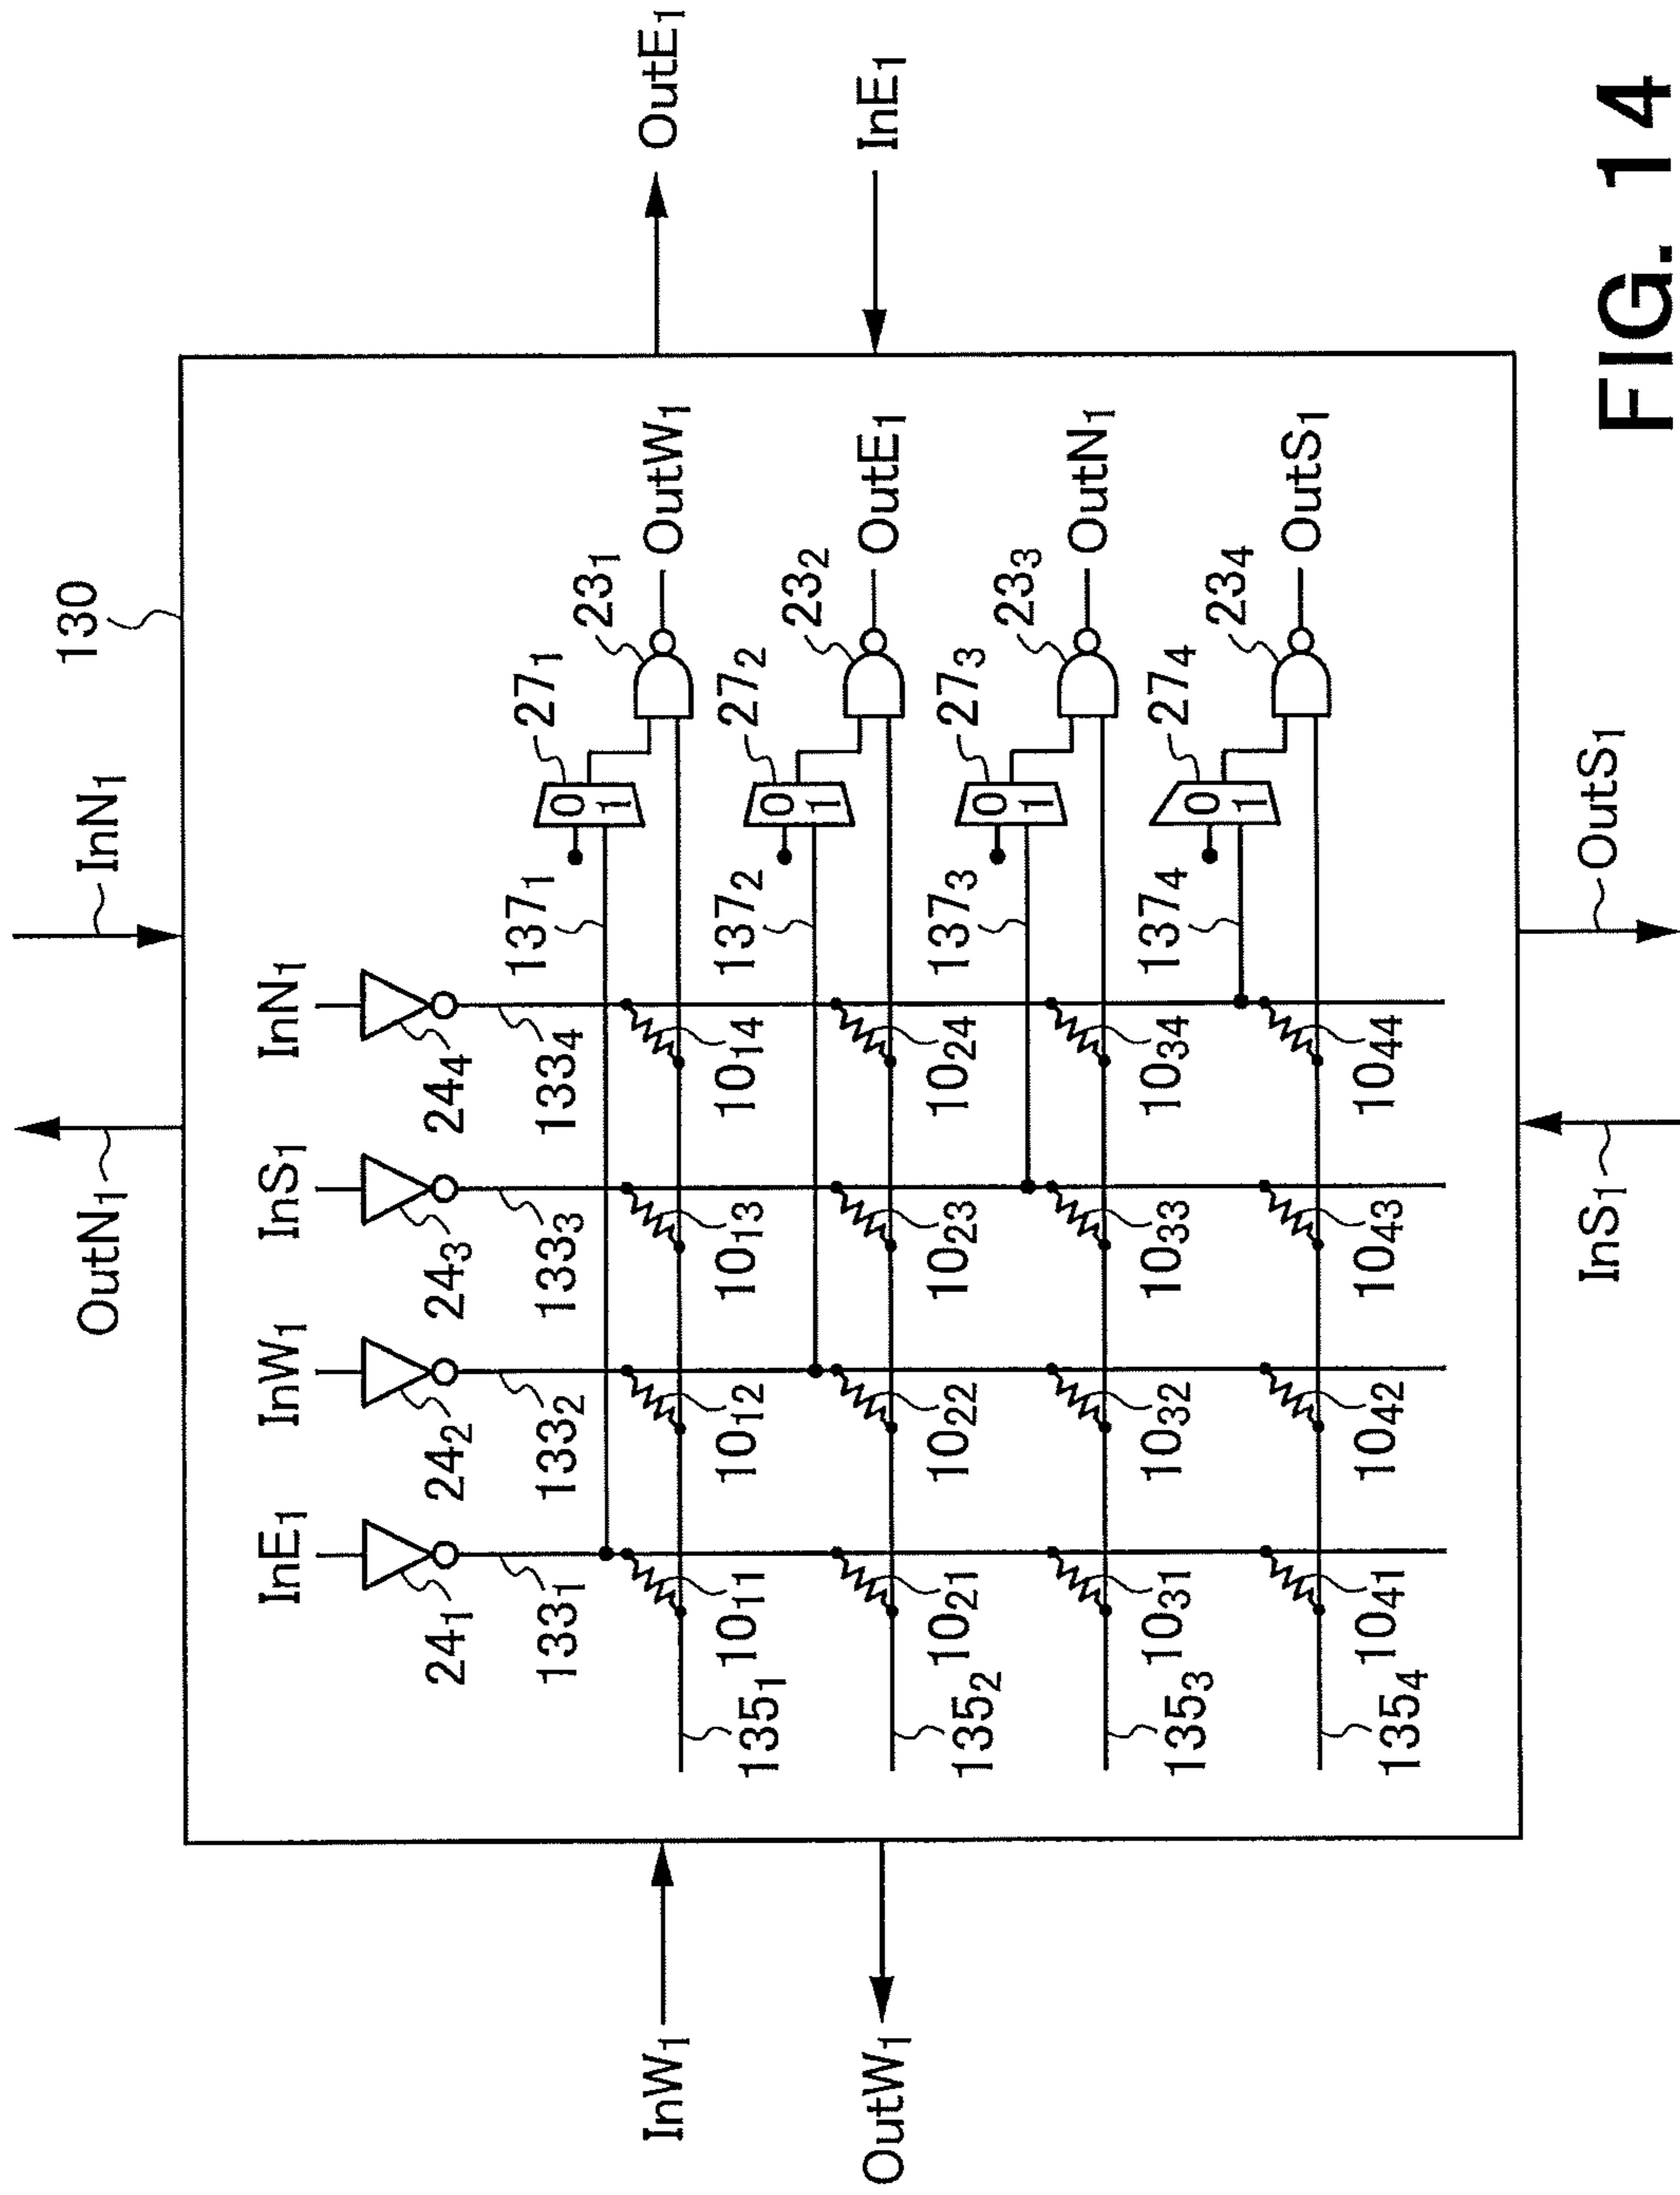 130
OutN₁
InN₁
InE₁
InW₁
InS₁
InN₁
24₁
24₂
24₃
24₄
133₁
133₂
133₃
133₄
137₁
27₁
23₁
0
1
OutW₁
10₁₁
10₁₂
10₁₃
10₁₄
135₁
137₂
27₂
23₂
0
1
OutE₁
10₂₁
10₂₂
10₂₃
10₂₄
135₂
137₃
27₃
23₃
0
1
OutN₁
10₃₁
10₃₂
10₃₃
10₃₄
135₃
137₄
27₄
23₄
0
1
OutS₁
10₄₁
10₄₂
10₄₃
10₄₄
135₄
InW₁
OutW₁
OutE₁
InE₁
InS₁
OutS₁
FIG. 14